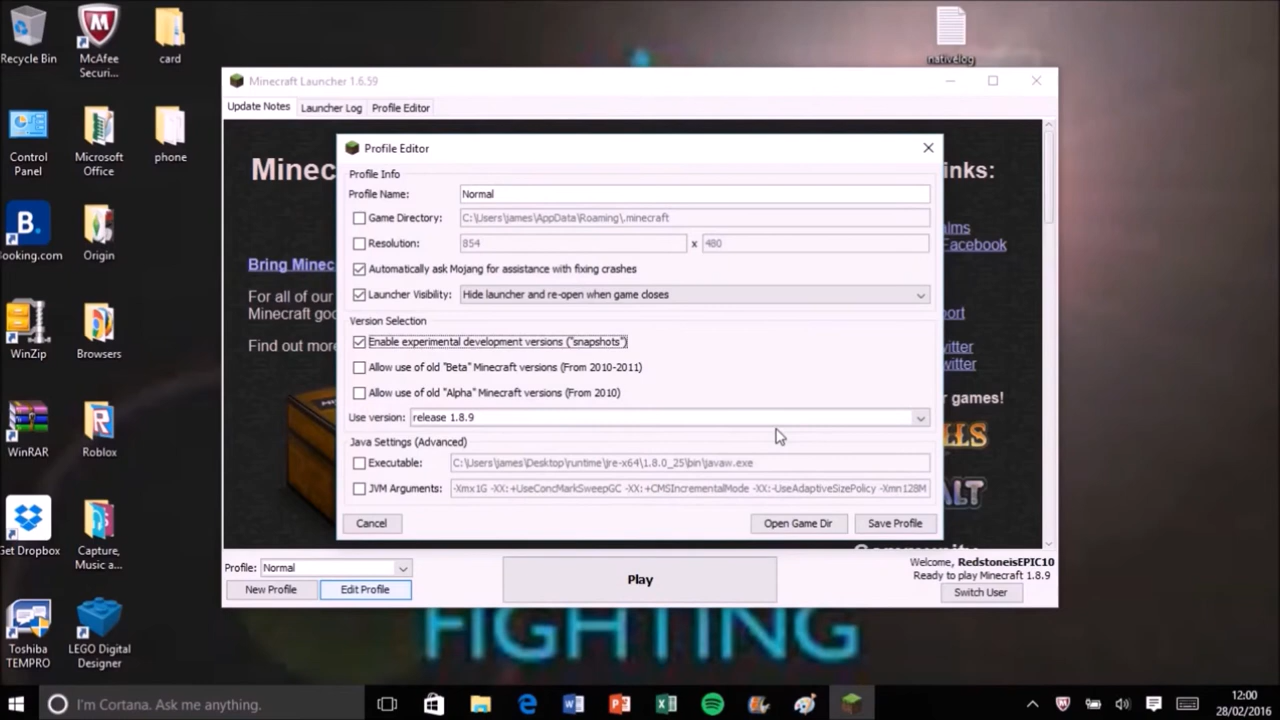 Recycle Bin
McAfee
Securi...
card
nativelog
Control
Panel
Microsoft
Office
phone
Booking.com
Origin
WinZip
Browsers
WinRAR
Roblox
Get Dropbox
Capture,
Music a...
Toshiba
TEMPRO
LEGO Digital
Designer
Minecraft Launcher 1.6.59
Update Notes
Launcher Log
Profile Editor
Minec
inks:
alms
Facebook
Bring Minec
For all of our
Minecraft goo
Find out more
port
witter
witter
r games!
Profile Editor
Profile Info
Profile Name: Normal
Game Directory: C:\Users\james\AppData\Roaming\.minecraft
Resolution: 854 x 480
Automatically ask Mojang for assistance with fixing crashes
Launcher Visibility: Hide launcher and re-open when game closes
Version Selection
Enable experimental development versions ("snapshots")
Allow use of old "Beta" Minecraft versions (From 2010-2011)
Allow use of old "Alpha" Minecraft versions (From 2010)
Use version: release 1.8.9
Java Settings (Advanced)
Executable: C:\Users\james\Desktop\runtime\jre-x64\1.8.0_25\bin\javaw.exe
JVM Arguments: -Xmx1G -XX:+UseConcMarkSweepGC -XX:+CMSIncrementalMode -XX:-UseAdaptiveSizePolicy -Xmn128M
Cancel
Open Game Dir
Save Profile
Profile: Normal
New Profile
Edit Profile
Play
Welcome, RedstoneisEPIC10
Ready to play Minecraft 1.8.9
Switch User
FIGHTING
I'm Cortana. Ask me anything.
12:00
28/02/2016